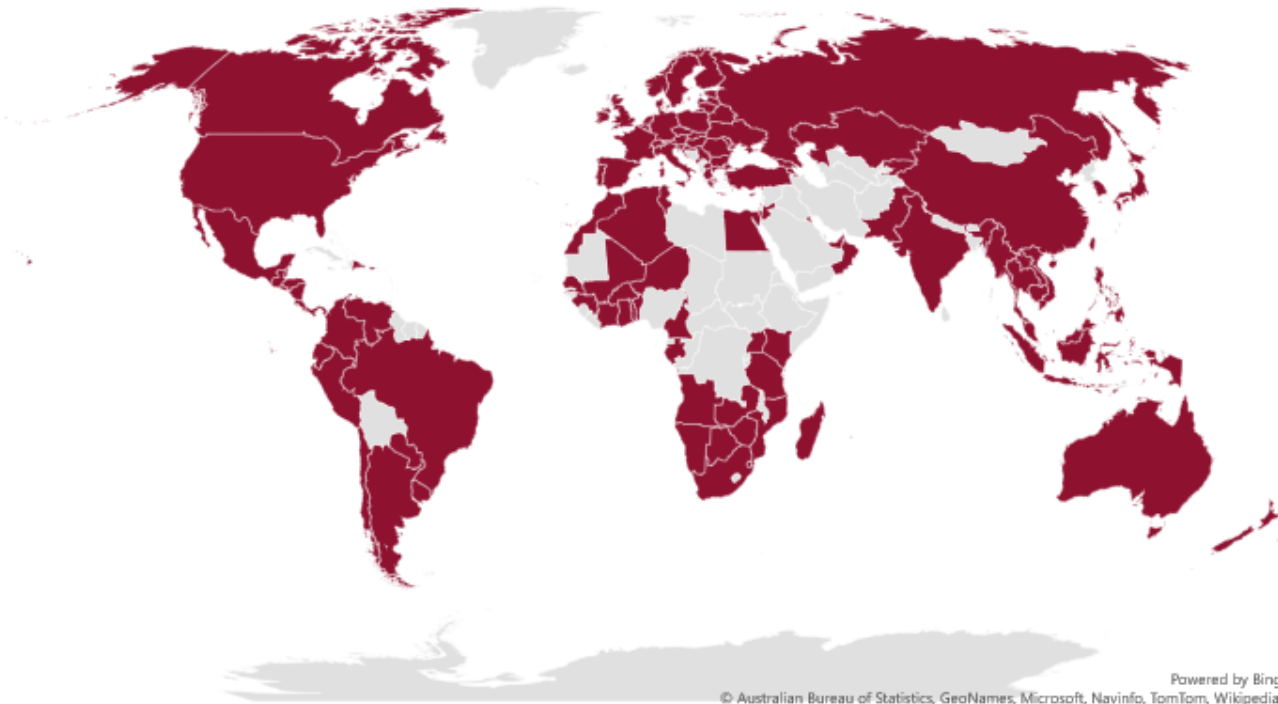 Powered by Bing
© Australian Bureau of Statistics, GeoNames, Microsoft, Navinfo, TomTom, Wikipedia